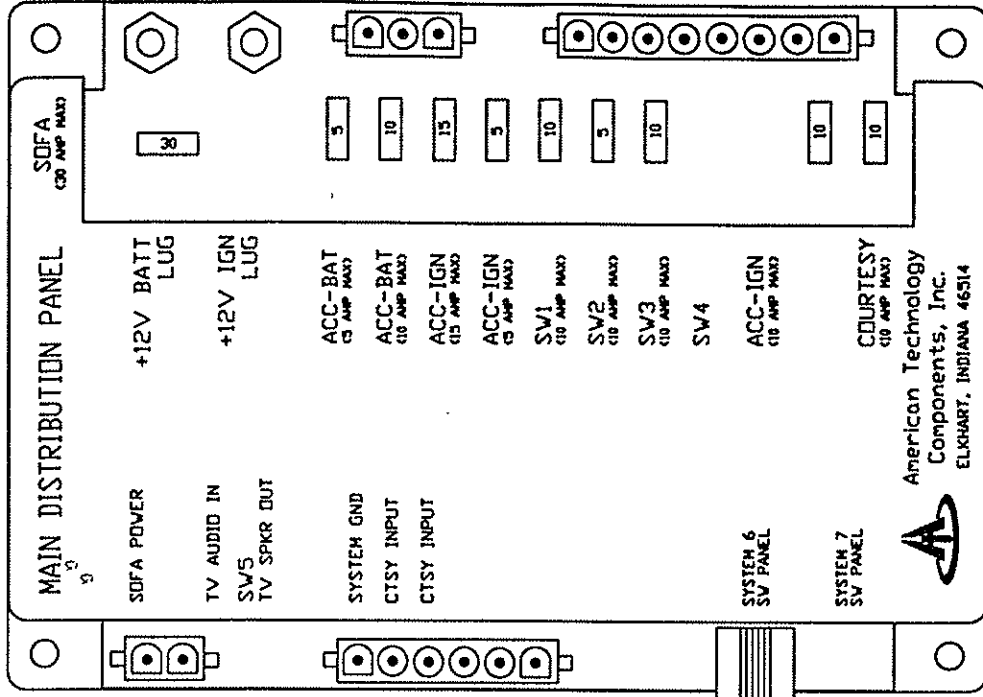 MAIN DISTRIBUTION PANEL
SOFA
(30 AMP MAX)
SOFA POWER
+12V BATT
LUG
30
TV AUDIO IN
SW5
TV SPKR OUT
+12V IGN
LUG
SYSTEM GND
CTSY INPUT
CTSY INPUT
ACC-BAT
(5 AMP MAX)
5
ACC-BAT
(10 AMP MAX)
10
ACC-IGN
(15 AMP MAX)
15
ACC-IGN
(5 AMP MAX)
5
SW1
(10 AMP MAX)
10
SW2
(10 AMP MAX)
5
SW3
(10 AMP MAX)
10
SW4
SYSTEM 6
SW PANEL
ACC-IGN
(10 AMP MAX)
10
SYSTEM 7
SW PANEL
COURTESY
(10 AMP MAX)
10
American Technology
Components, Inc.
ELKHART, INDIANA 46514